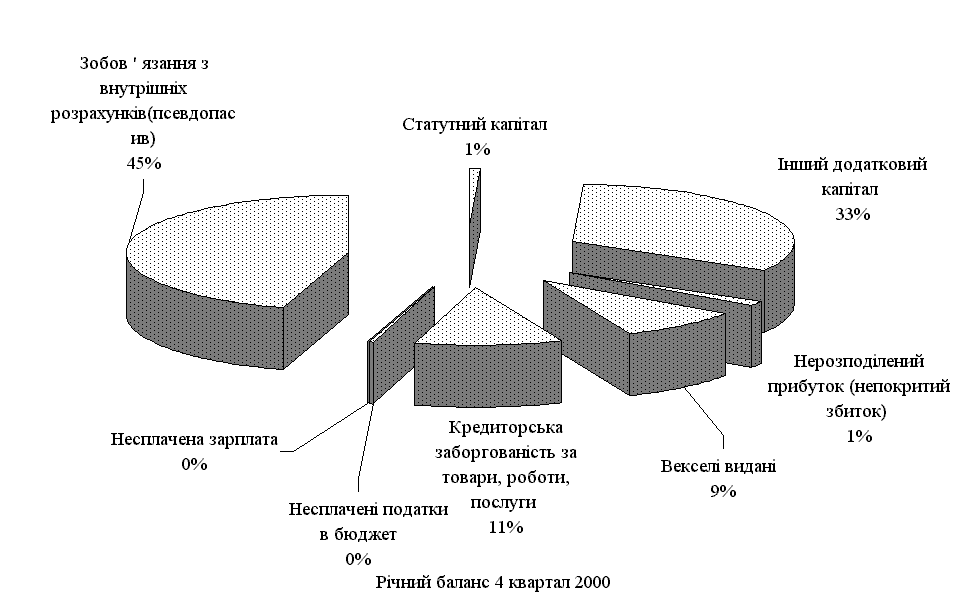 Зобов ' язання з
внутрішніх
розрахунків(псевдопас
ив)
45%
Статутний капітал
1%
Інший додатковий
капітал
33%
Нерозподілений
прибуток (непокритий
збиток)
1%
Векселі видані
9%
Кредиторська
заборгованість за
товари, роботи,
послуги
11%
Несплачені податки
в бюджет
0%
Несплачена зарплата
0%
Річний баланс 4 квартал 2000